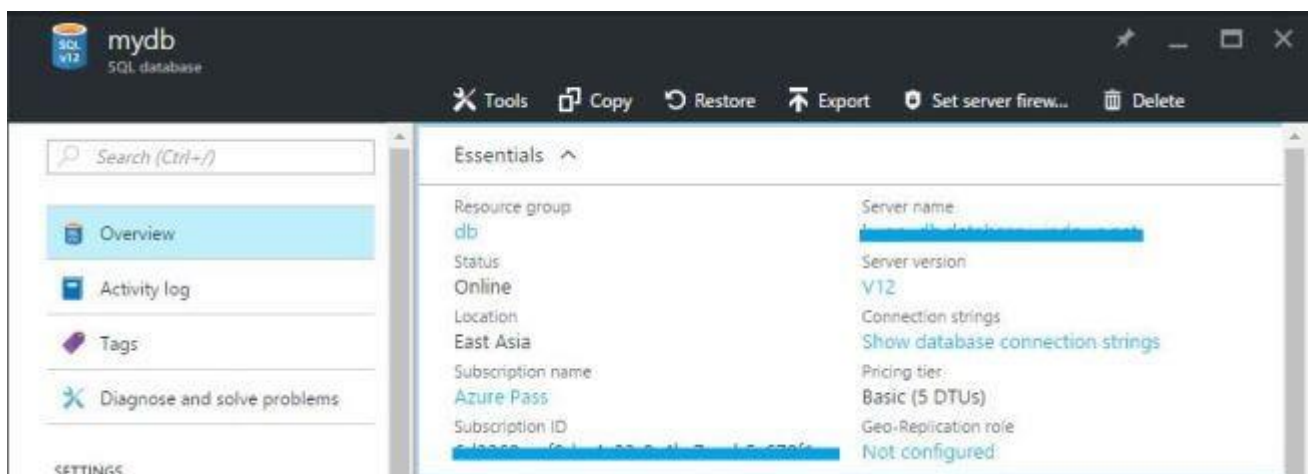 SQL
v12
mydb
SQL database
Tools Copy Restore Export Set server firew... Delete
Search (Ctrl+/)
Overview
Activity log
Tags
Diagnose and solve problems
SETTINGS
Essentials
Resource group
db
Status
Online
Location
East Asia
Subscription name
Azure Pass
Subscription ID
Server name
Server version
V12
Connection strings
Show database connection strings
Pricing tier
Basic (5 DTUs)
Geo-Replication role
Not configured